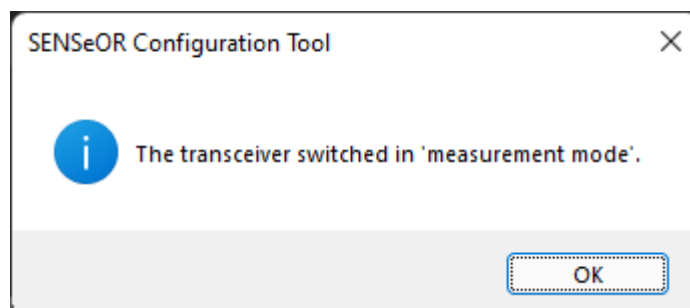 SENSeOR Configuration Tool
The transceiver switched in 'measurement mode'.
OK